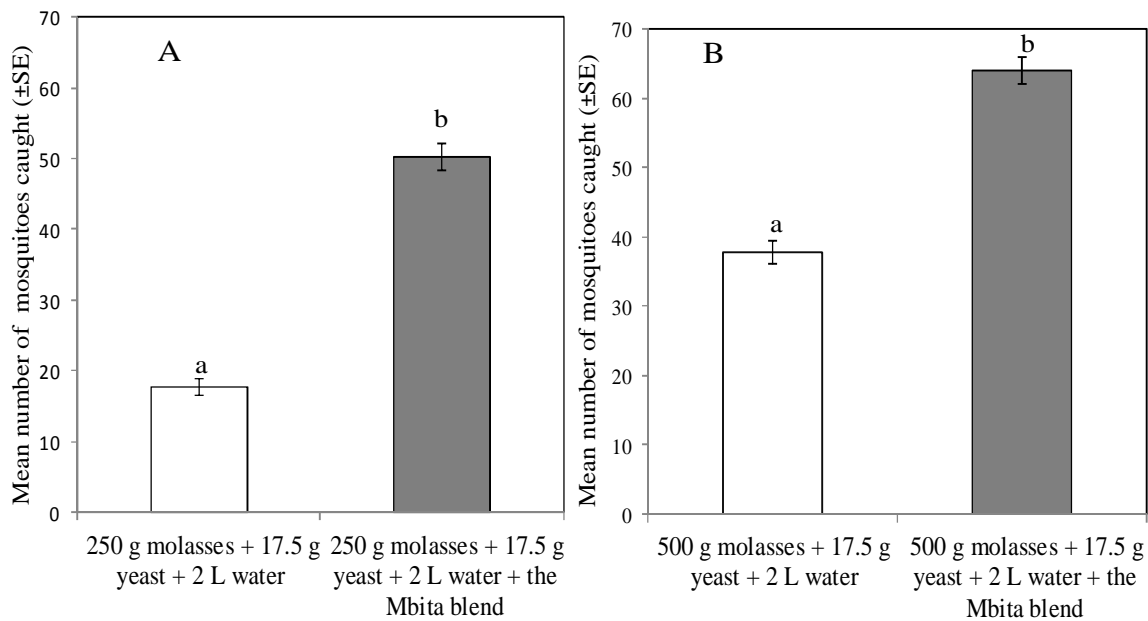 Mean number of mosquitoes caught (±SE)
70
60
50
40
30
20
10
0
A
a
b
250 g molasses + 17.5 g
yeast + 2 L water
250 g molasses + 17.5 g
yeast + 2 L water + the
Mbita blend
Mean number of mosquitoes caught (±SE)
70
60
50
40
30
20
10
0
B
a
b
500 g molasses + 17.5 g
yeast + 2 L water
500 g molasses + 17.5 g
yeast + 2 L water + the
Mbita blend